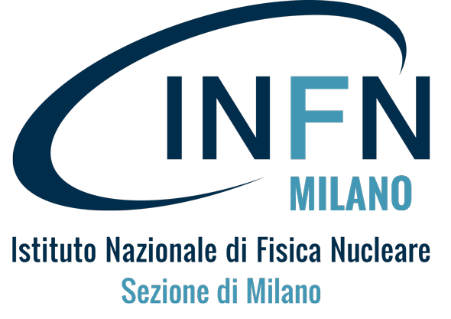 INFN
MILANO
Istituto Nazionale di Fisica Nucleare
Sezione di Milano